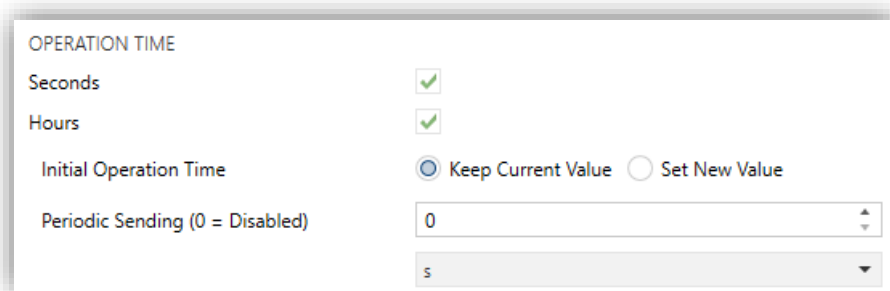 OPERATION TIME
Seconds
Hours
Initial Operation Time Keep Current Value Set New Value
Periodic Sending (0 = Disabled) 0
s